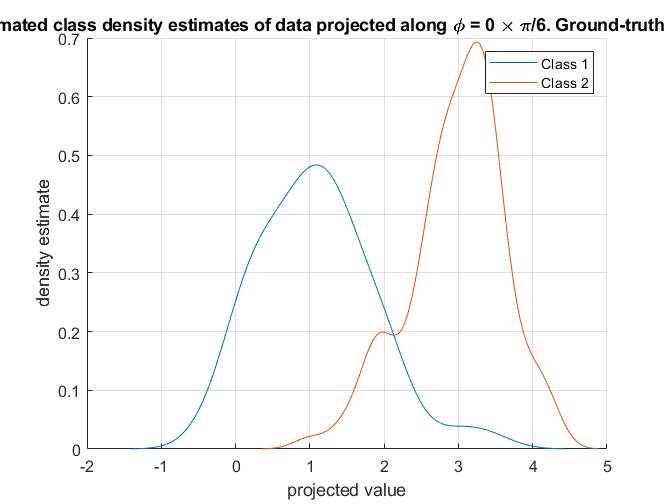 mated class density estimates of data projected along ϕ = 0 × π/6. Ground-truth
0.7
0.6
0.5
0.4
0.3
0.2
0.1
0
density estimate
Class 1
Class 2
-2 -1 0 1 2 3 4 5
projected value